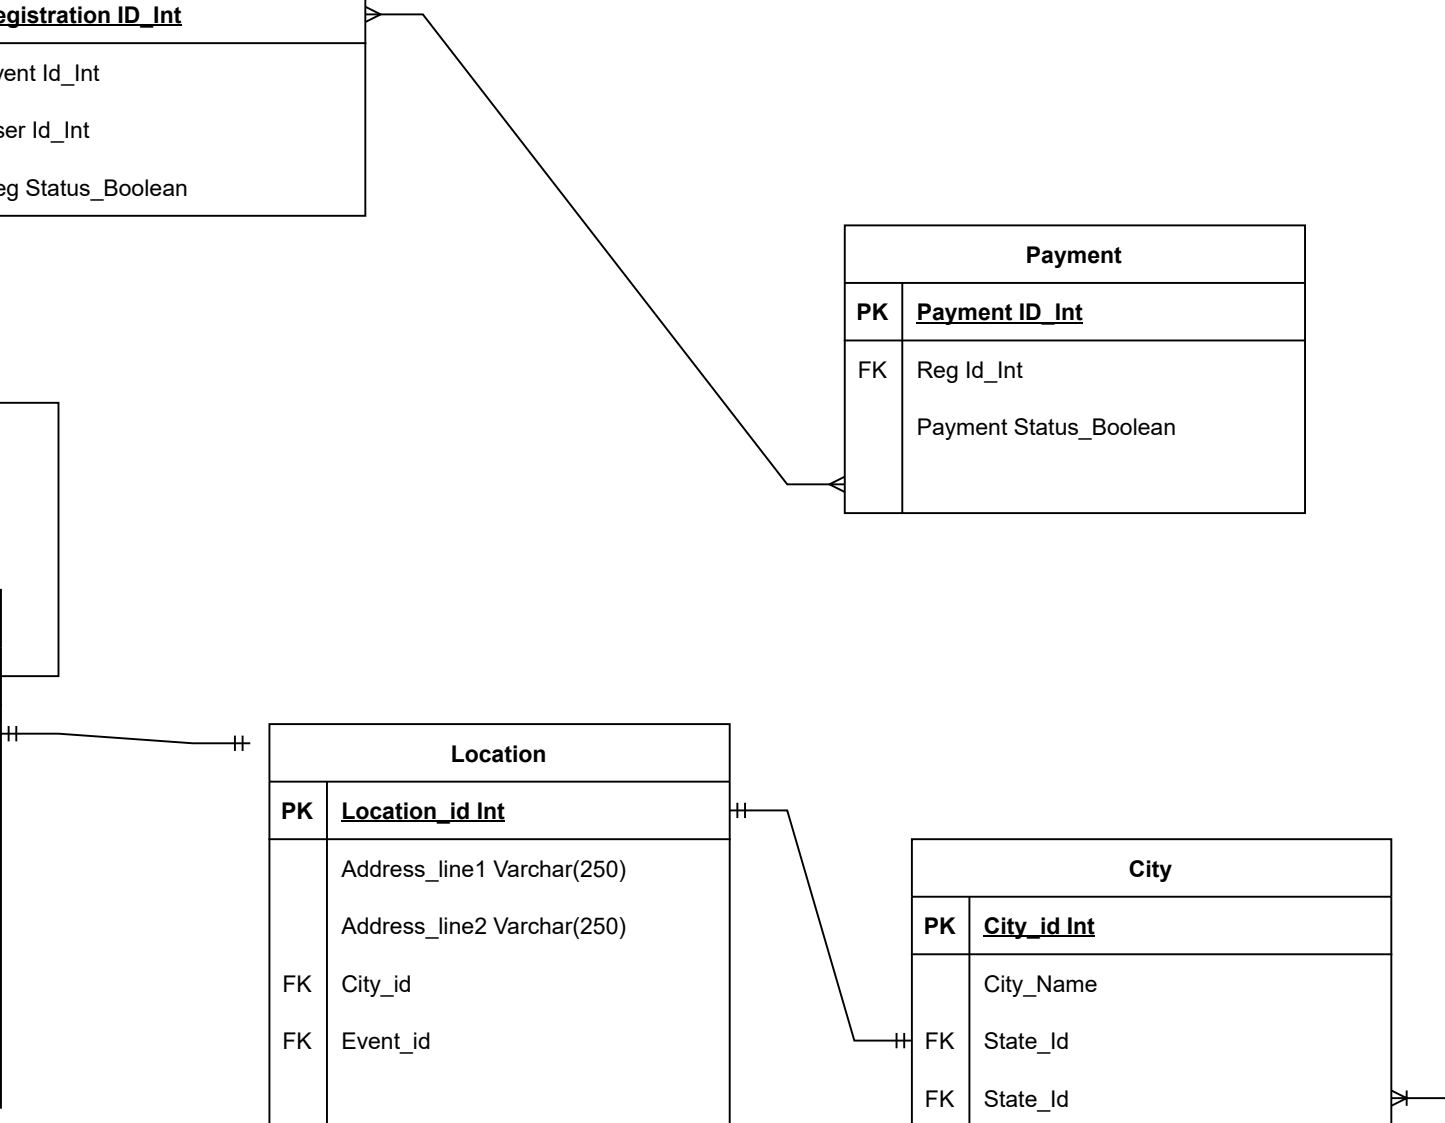 egistration ID_Int
vent Id_Int
ser Id_Int
eg Status_Boolean
Payment
PK Payment ID_Int
FK Reg Id_Int
Payment Status_Boolean
Location
PK Location_id Int
Address_line1 Varchar(250)
Address_line2 Varchar(250)
FK City_id
FK Event_id
City
PK City_id Int
City_Name
FK State_Id
FK State_Id